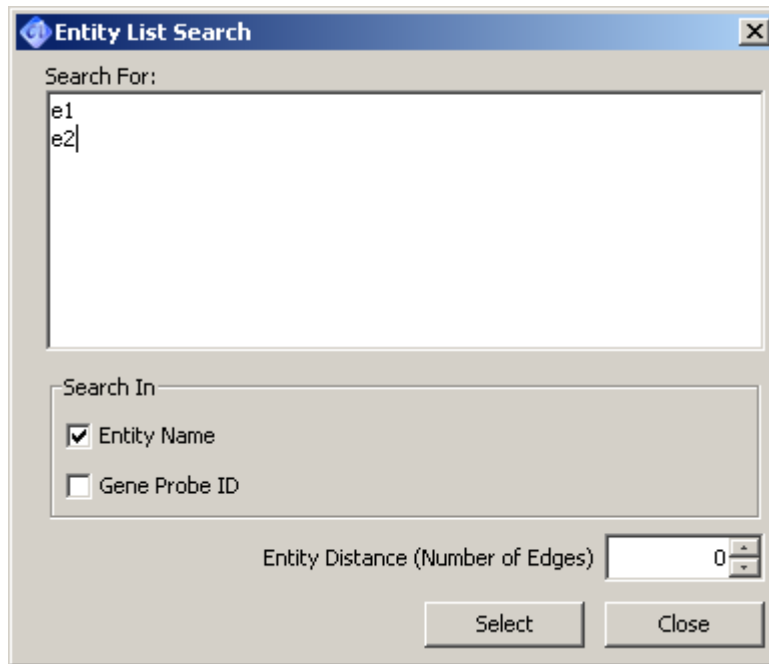 Entity List Search
Search For:
e1
e2
Search In
Entity Name
Gene Probe ID
Entity Distance (Number of Edges) 0
Select Close